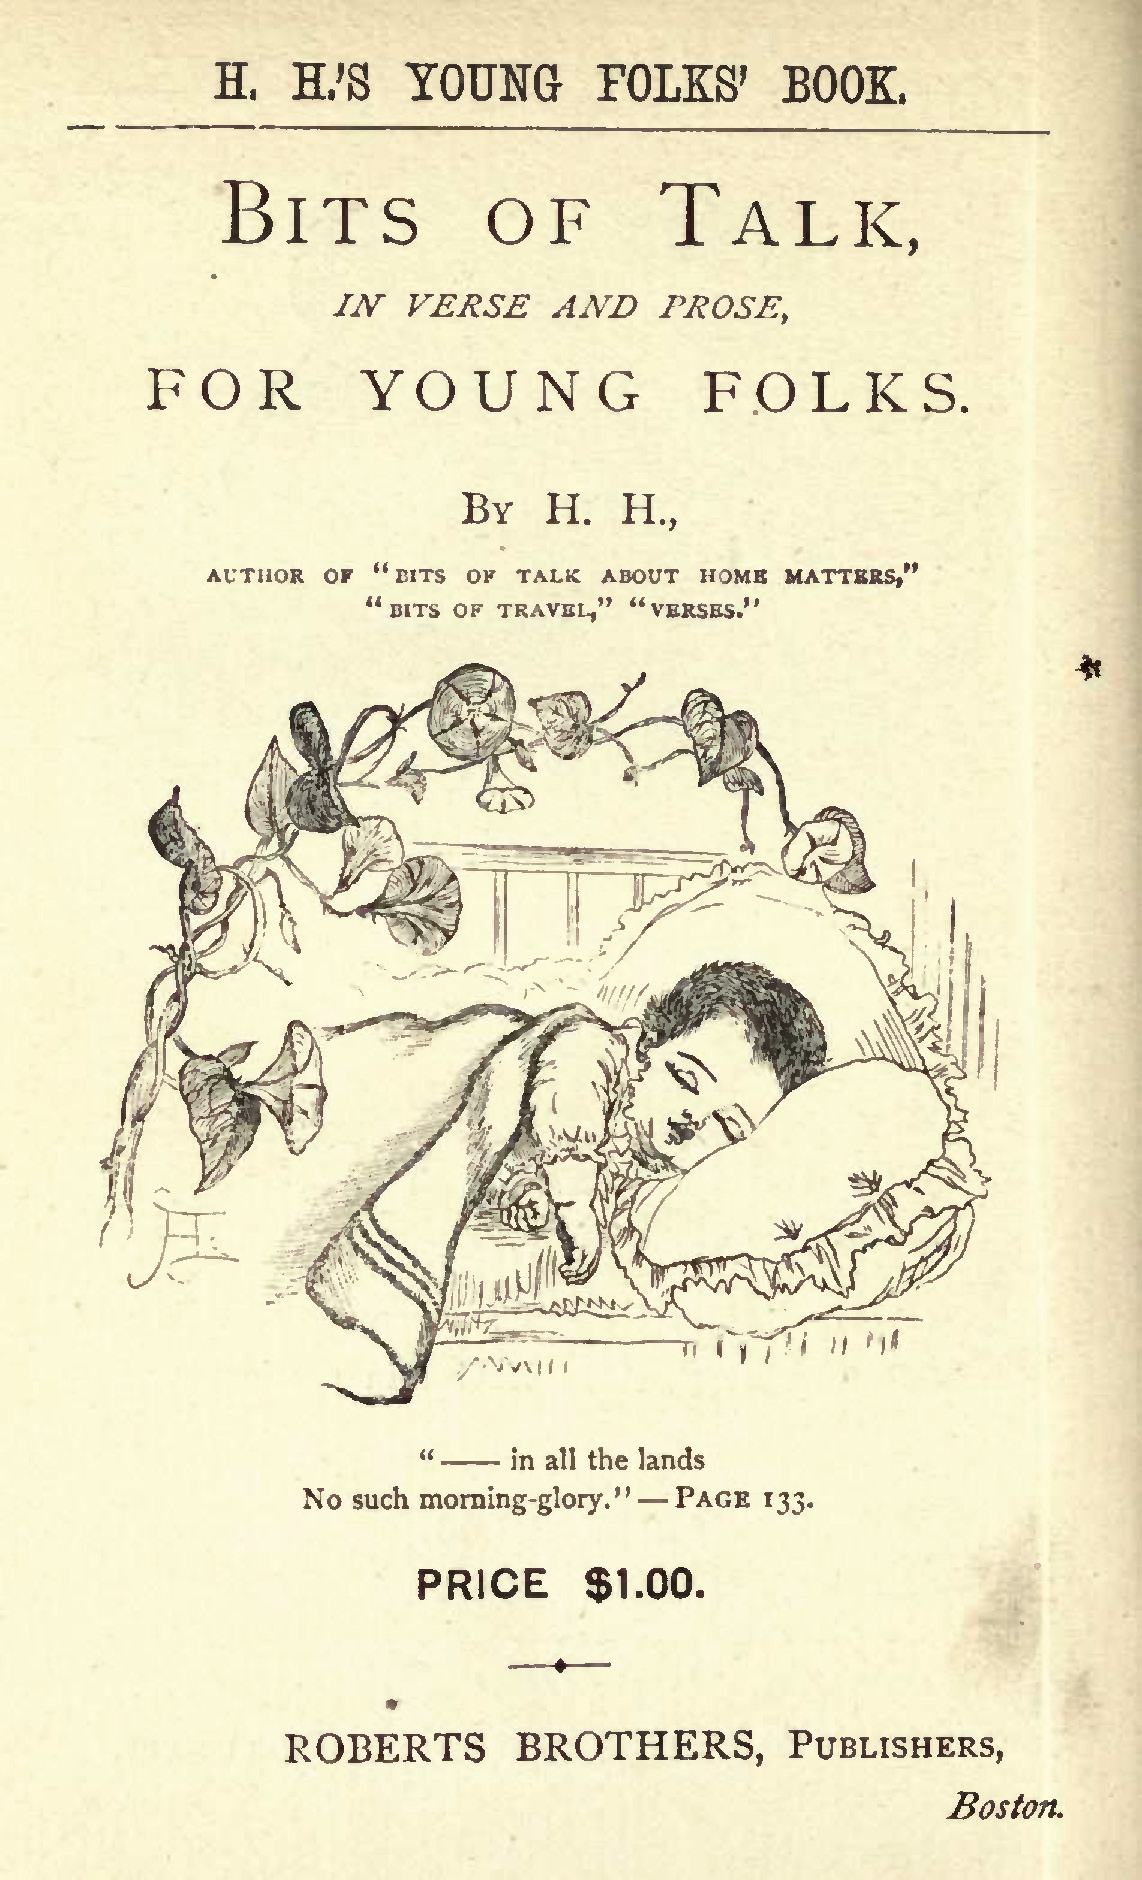 H. H.'S YOUNG FOLKS' BOOK.
BITS OF TALK,
IN VERSE AND PROSE,
FOR YOUNG FOLKS.
BY H. H.,
AUTHOR OF "BITS OF TALK ABOUT HOME MATTERS,"
"BITS OF TRAVEL," "VERSES."
"—— in all the lands
No such morning-glory." — PAGE 133.
PRICE $1.00.
ROBERTS BROTHERS, PUBLISHERS,
Boston.